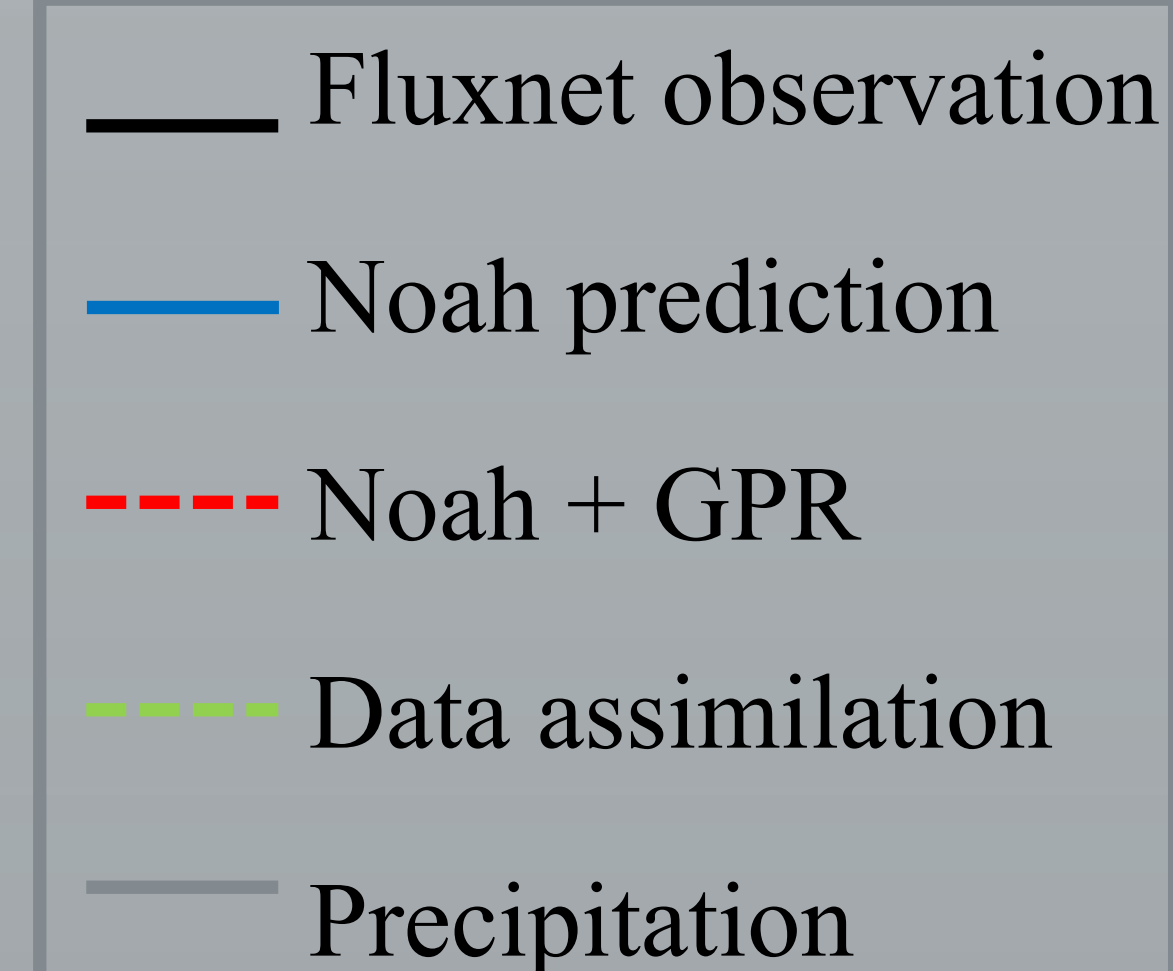 Fluxnet observation
Noah prediction
Noah + GPR
Data assimilation
Precipitation